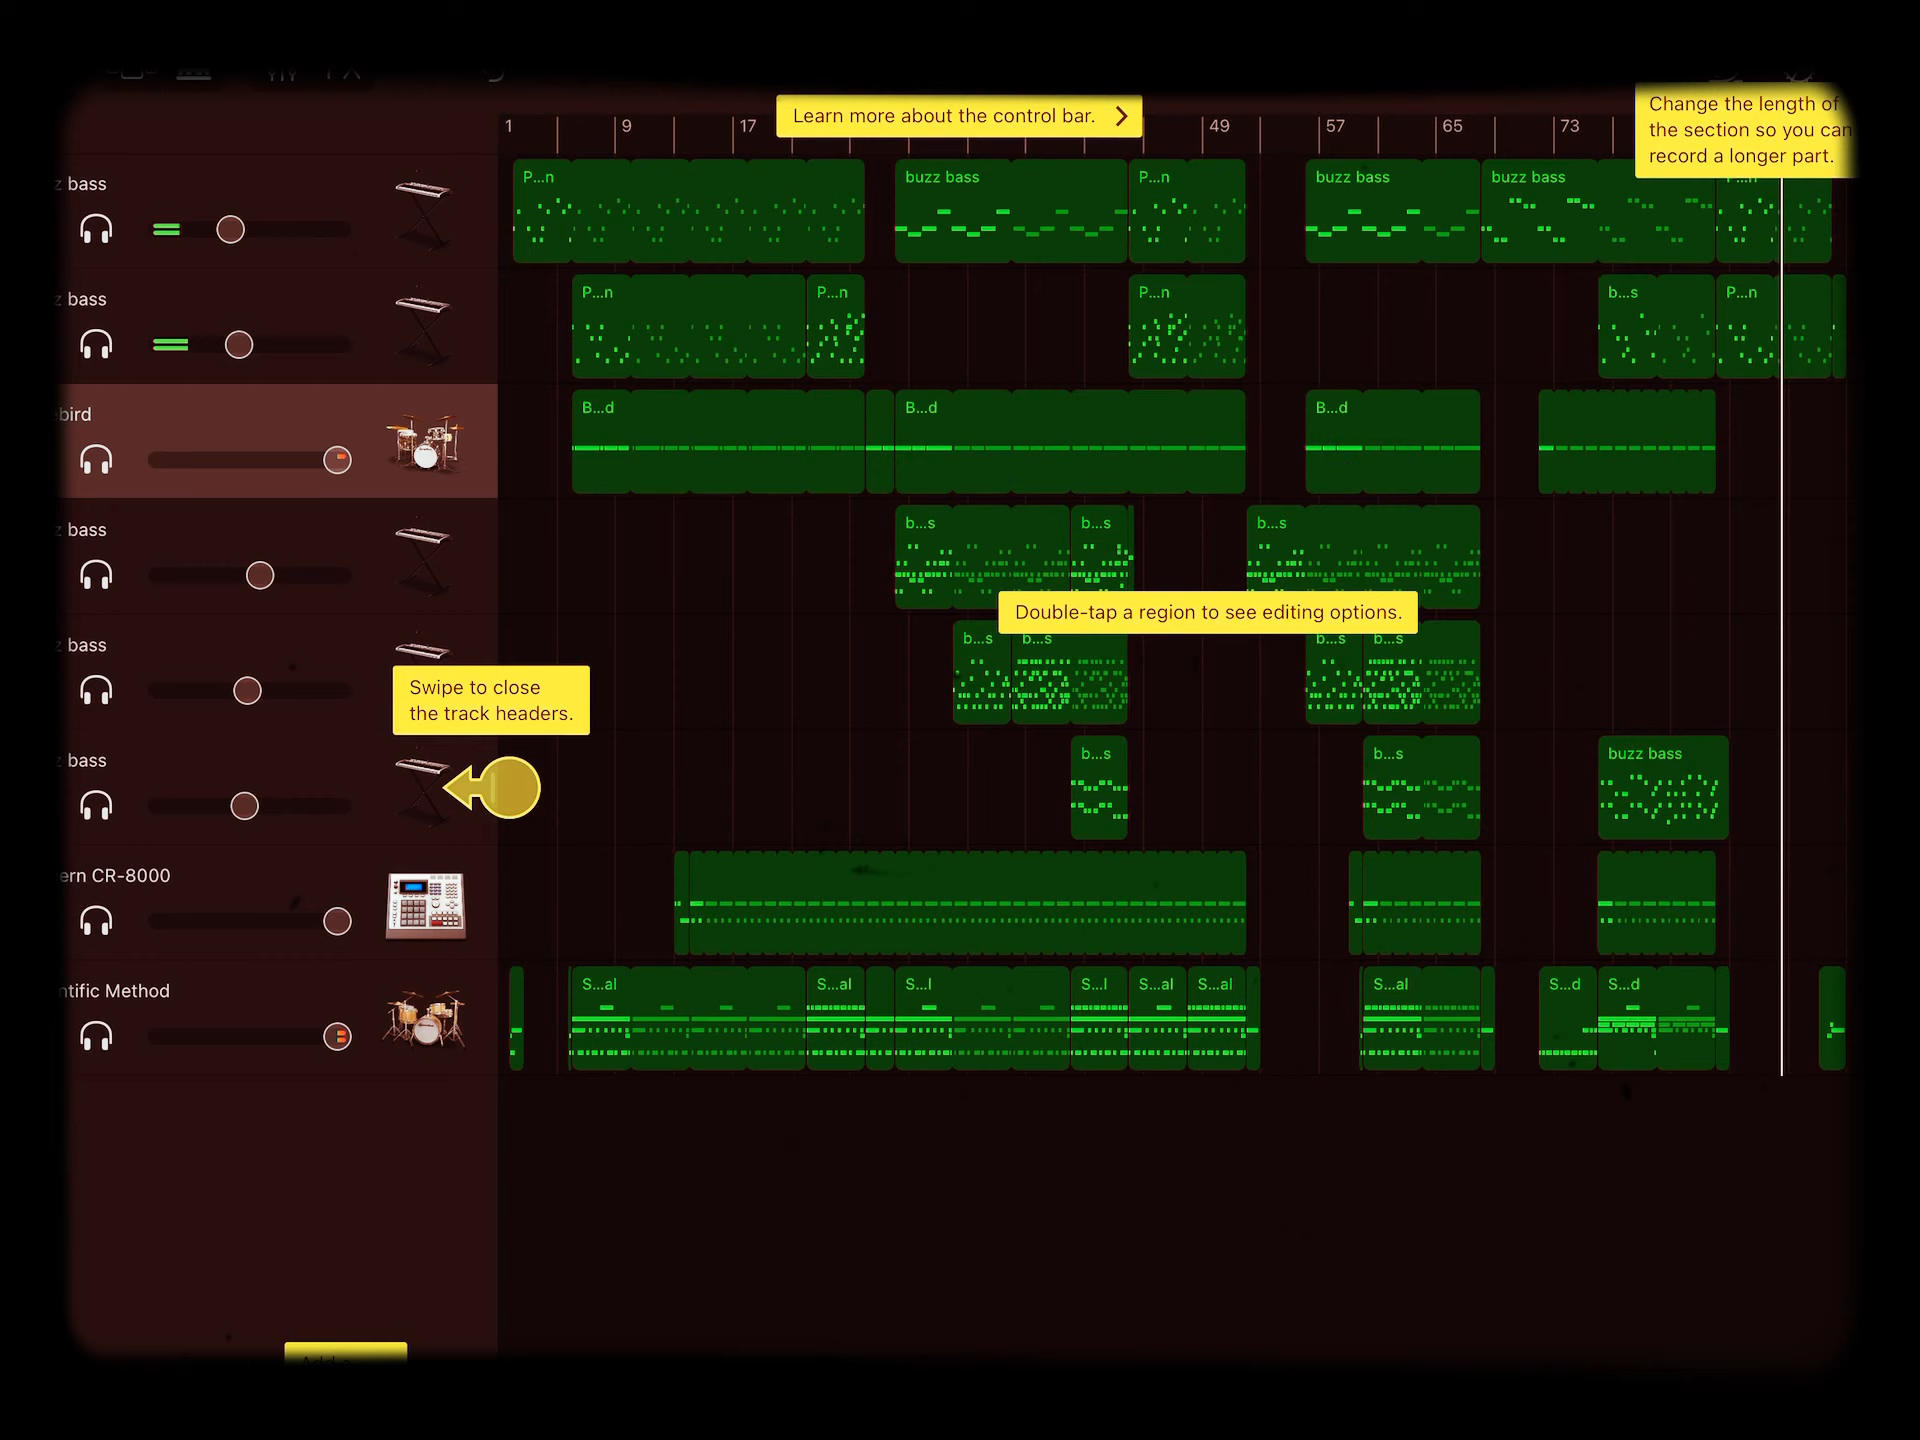 Learn more about the control bar.
Change the length of
the section so you can
record a longer part.
1 9 17 49 57 65 73
z bass
P...n buzz bass P...n buzz bass buzz bass P...n
z bass
P...n P...n P...n b...s P...n
ebird
B...d B...d B...d
z bass
b...s b...s b...s
Double-tap a region to see editing options.
z bass
b...s b...s b...s b...s
Swipe to close
the track headers.
z bass
b...s b...s buzz bass
ern CR-8000
ntific Method
S...al S...al S...l S...l S...al S...al S...al S...d S...d